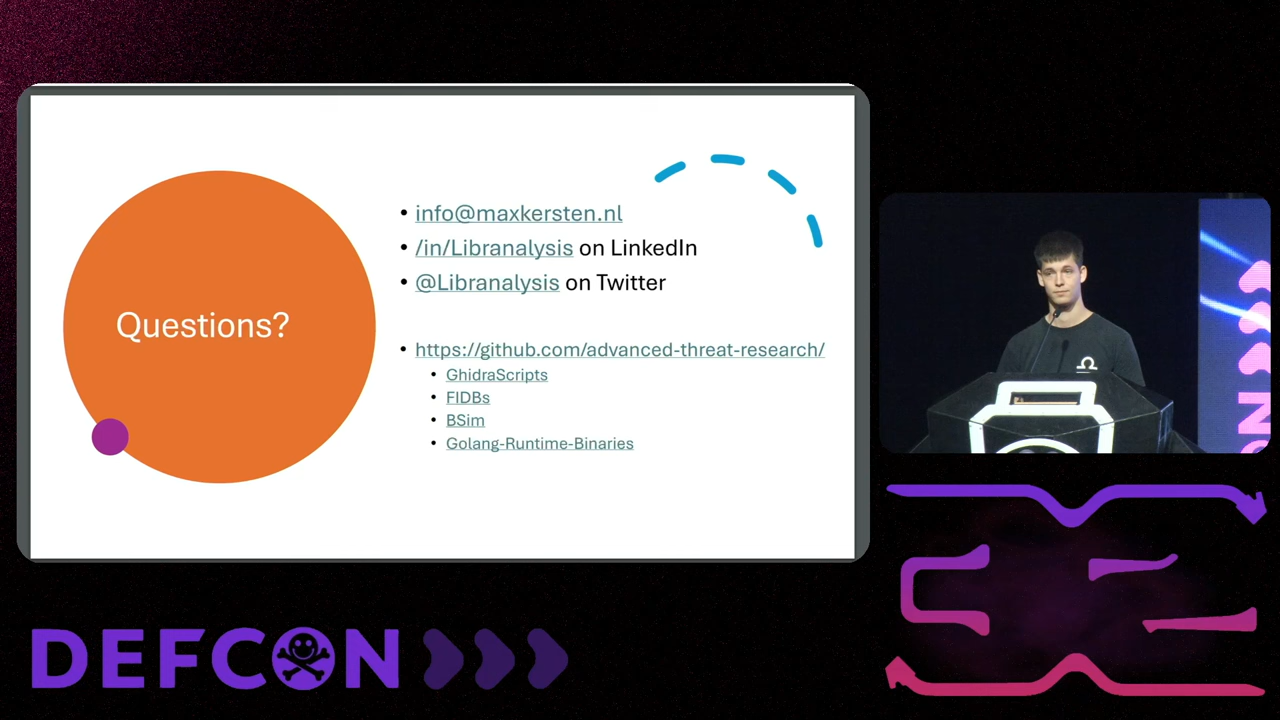 Questions?
info@maxkersten.nl
/in/Libranalysis on LinkedIn
@Libranalysis on Twitter
https://github.com/advanced-threat-research/
GhidraScripts
FIDBs
BSim
Golang-Runtime-Binaries
DEFCON